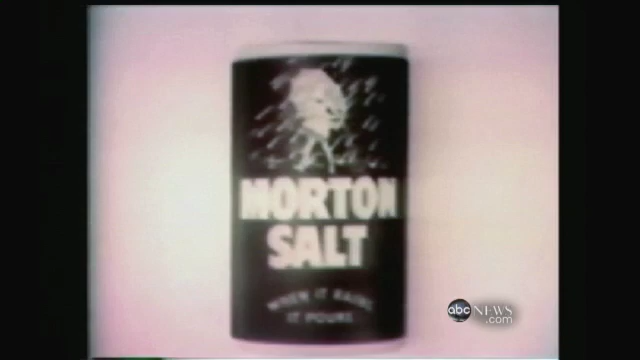 MORTON
SALT
WHEN IT RAINS
IT POURS
abc NEWS
.com